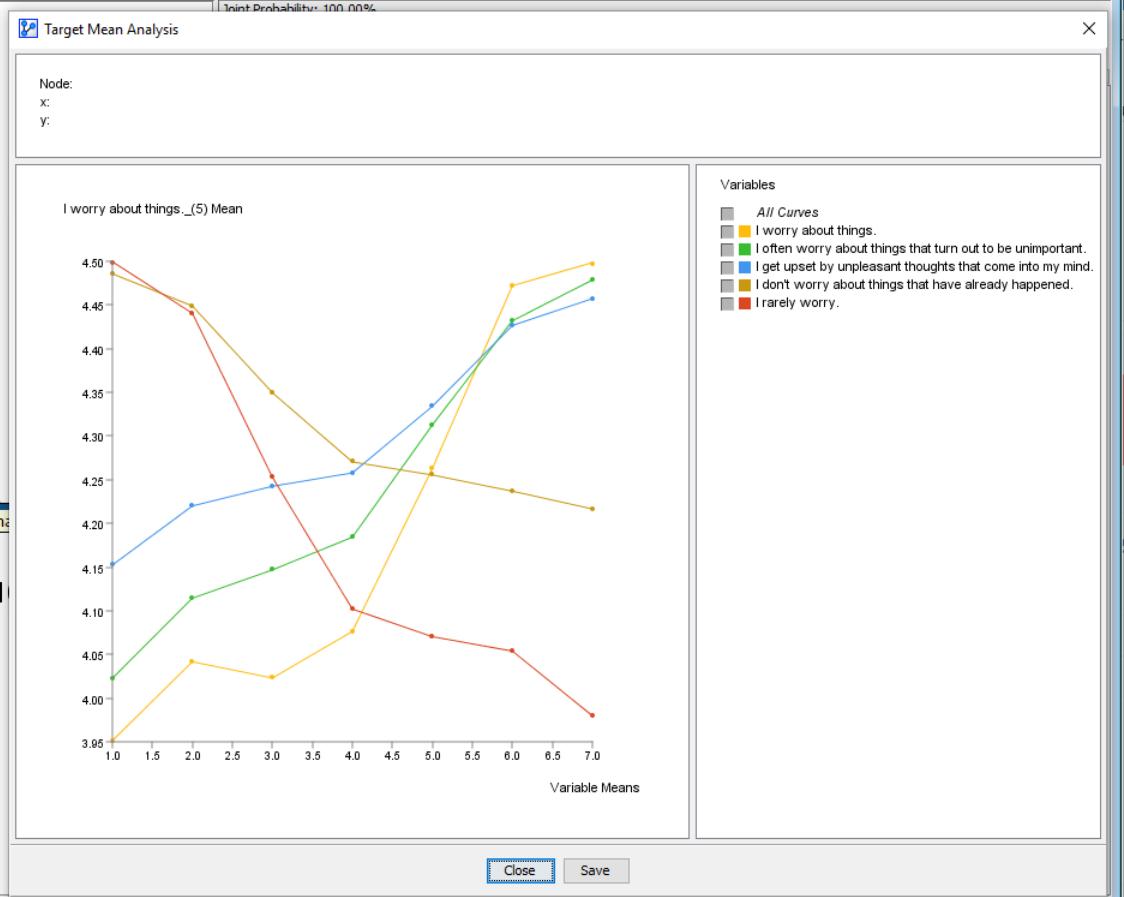 Joint Probability: 100.00%
Target Mean Analysis
Node:
x:
y:
I worry about things._(5) Mean
4.50
4.45
4.40
4.35
4.30
4.25
4.20
4.15
4.10
4.05
4.00
3.95
1.0 1.5 2.0 2.5 3.0 3.5 4.0 4.5 5.0 5.5 6.0 6.5 7.0
Variable Means
Variables
All Curves
I worry about things.
I often worry about things that turn out to be unimportant.
I get upset by unpleasant thoughts that come into my mind.
I don't worry about things that have already happened.
I rarely worry.
Close Save